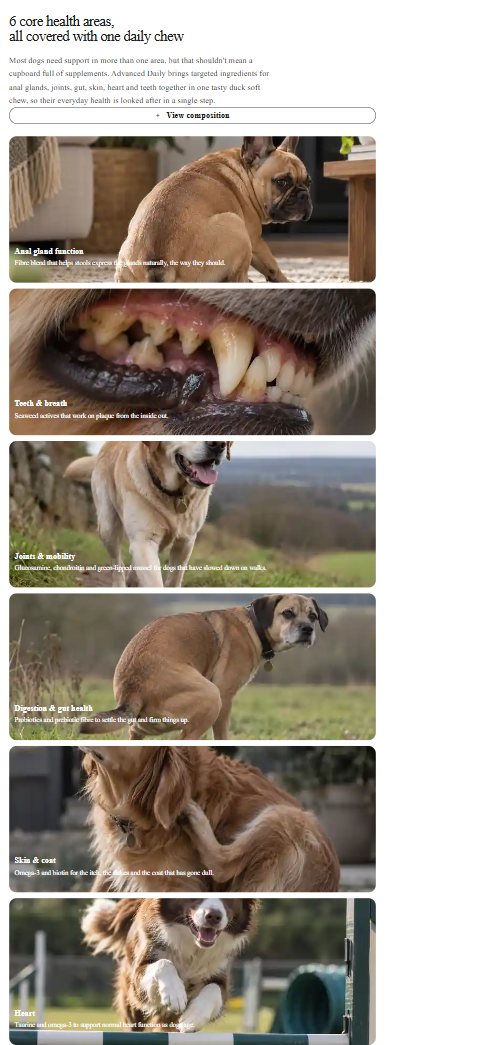 6 core health areas,
all covered with one daily chew
Most dogs need support in more than one area, but that shouldn't mean a
cupboard full of supplements. Advanced Daily brings targeted ingredients for
anal glands, joints, gut, skin, heart and teeth together in one tasty duck soft
chew, so their everyday health is looked after in a single step.
+ View composition
Anal gland function
Fibre blend that helps stools express the glands naturally, the way they should.
Teeth & breath
Seaweed actives that work on plaque from the inside out.
Joints & mobility
Glucosamine, chondroitin and green-lipped mussel for dogs that have slowed down on walks.
Digestion & gut health
Probiotics and prebiotic fibre to settle the gut and firm things up.
Skin & coat
Omega-3 and biotin for the itch, the and the coat that has gone dull.
Heart
Taurine and omega-3 to support normal heart function as dogs age.